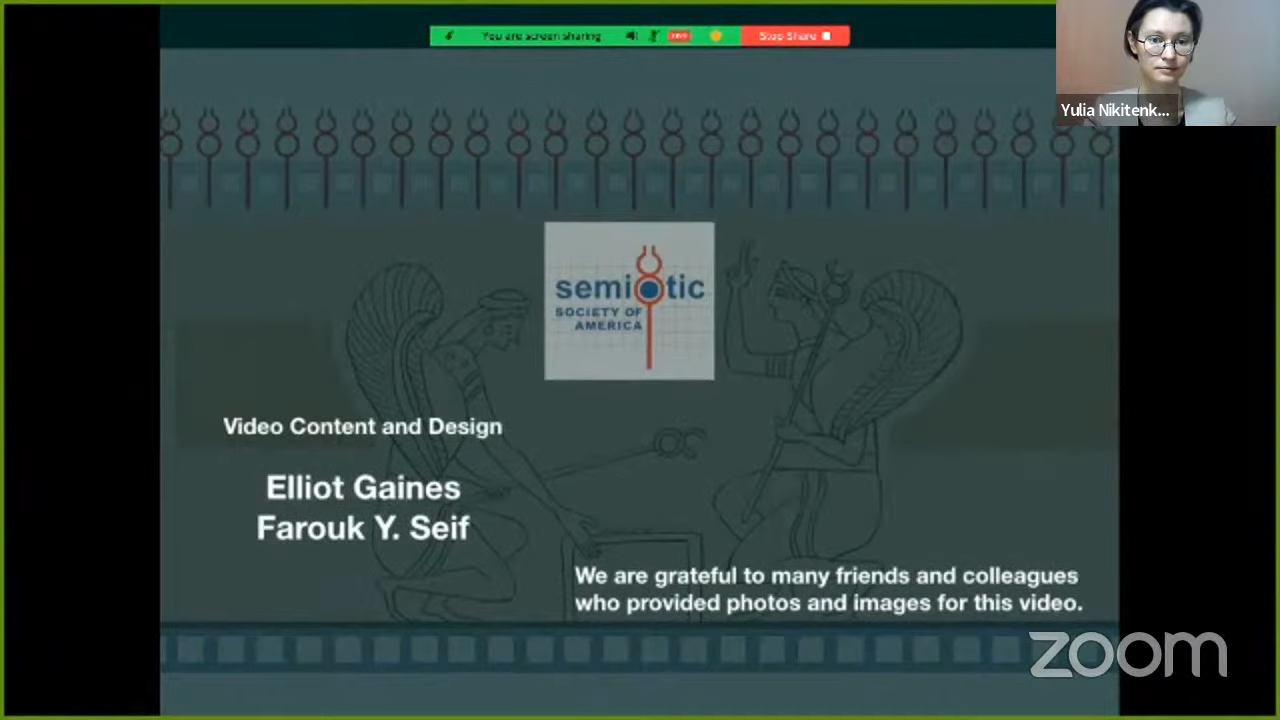 You are screen sharing
LIVE
Stop Share
Yulia Nikitenk...
semiotic
SOCIETY OF
AMERICA
Video Content and Design
Elliot Gaines
Farouk Y. Seif
We are grateful to many friends and colleagues
who provided photos and images for this video.
zoom